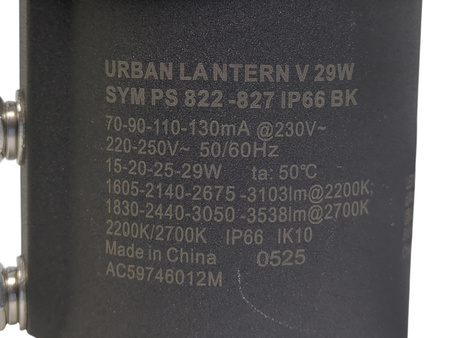 URBAN LANTERN V 29W
SYM PS 822 -827 IP66 BK
70-90-110-130mA @230V~
220-250V~ 50/60Hz
15-20-25-29W ta: 50℃
1605-2140-2675-3103lm@2200K;
1830-2440-3050-3538lm@2700K
2200K/2700K IP66 IK10
Made in China 0525
AC59746012M